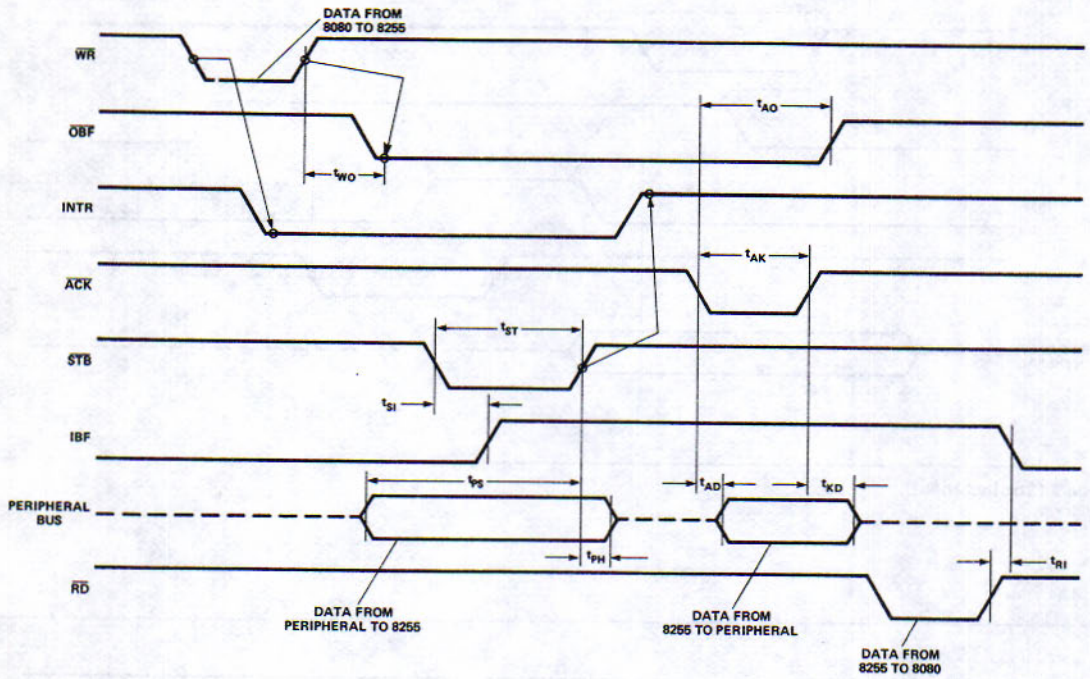 DATA FROM
8080 TO 8255
WR
OBF
tAO
tWO
INTR
tAK
ACK
tST
STB
tSI
IBF
tPS
tAD
tKD
PERIPHERAL
BUS
tPH
tRI
RD
DATA FROM
PERIPHERAL TO 8255
DATA FROM
8255 TO PERIPHERAL
DATA FROM
8255 TO 8080